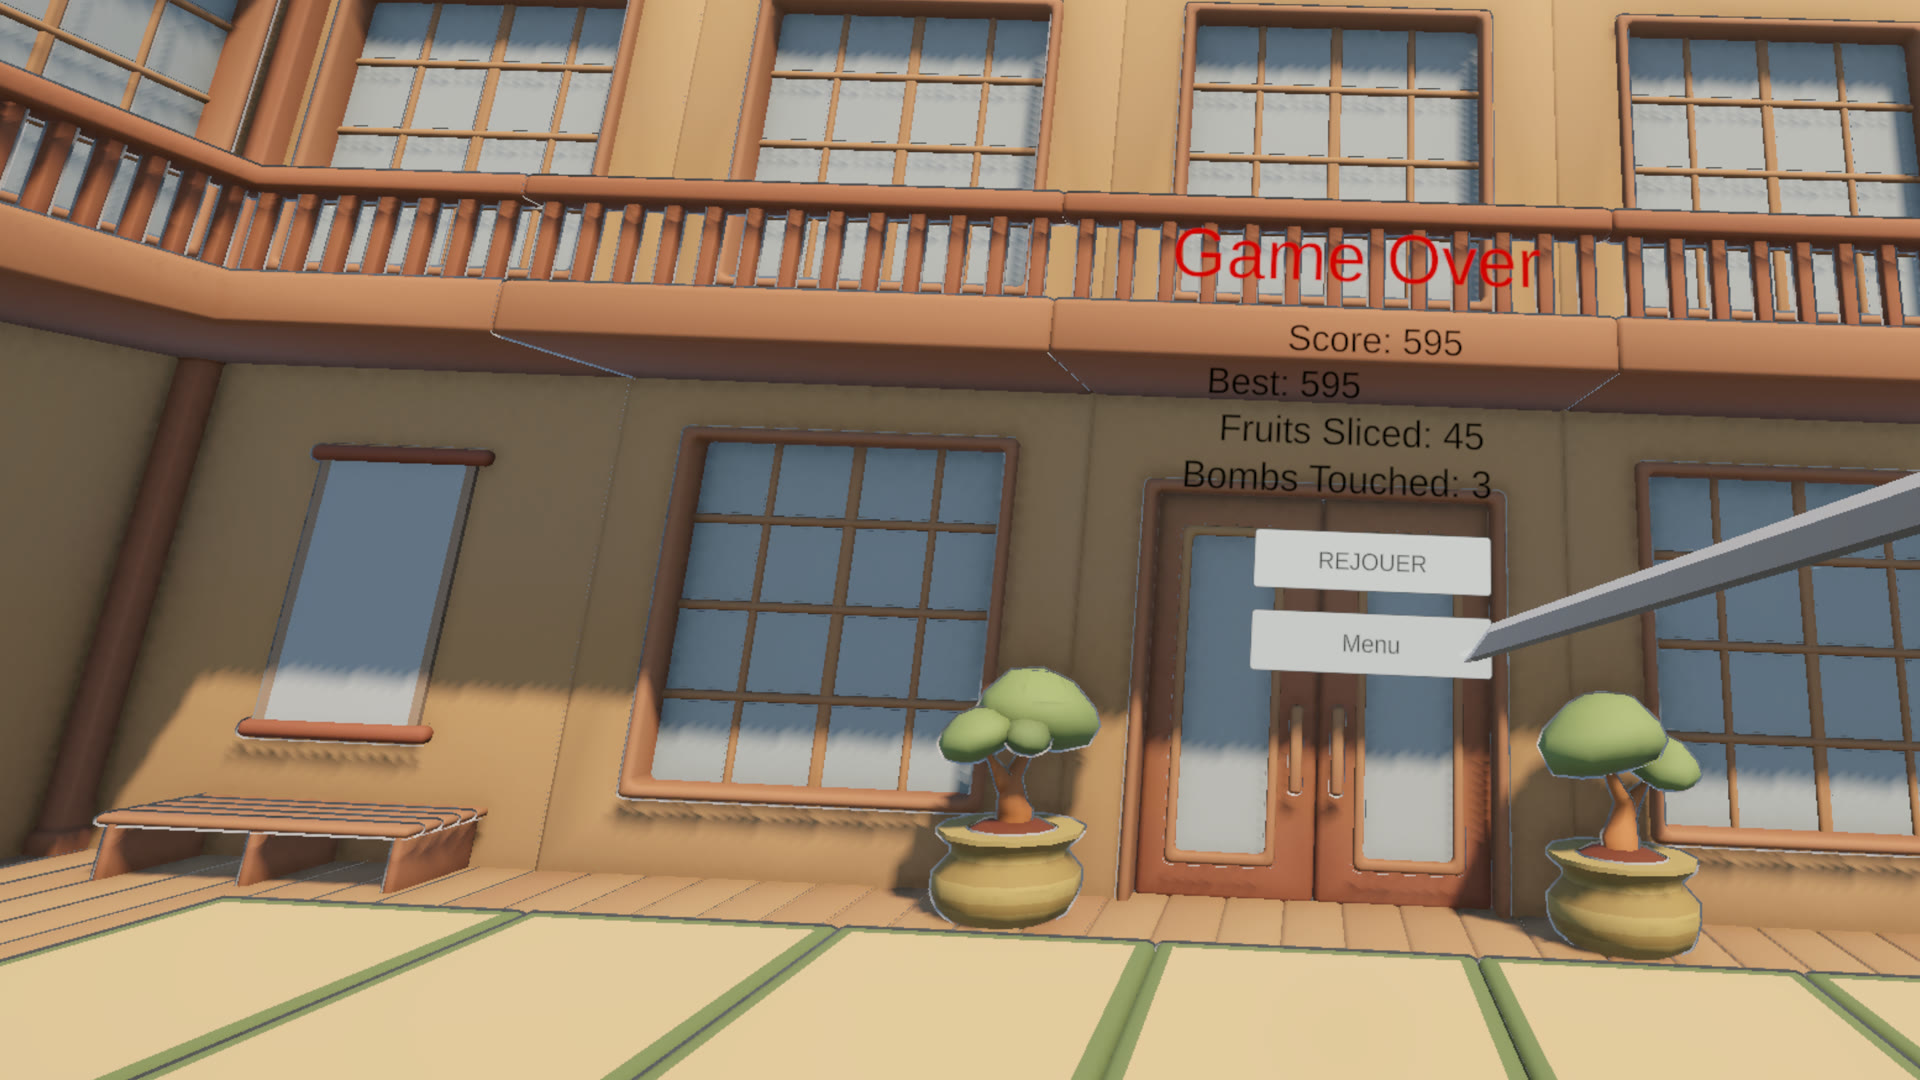 Game Over
Score: 595
Best: 595
Fruits Sliced: 45
Bombs Touched: 3
REJOUER
Menu